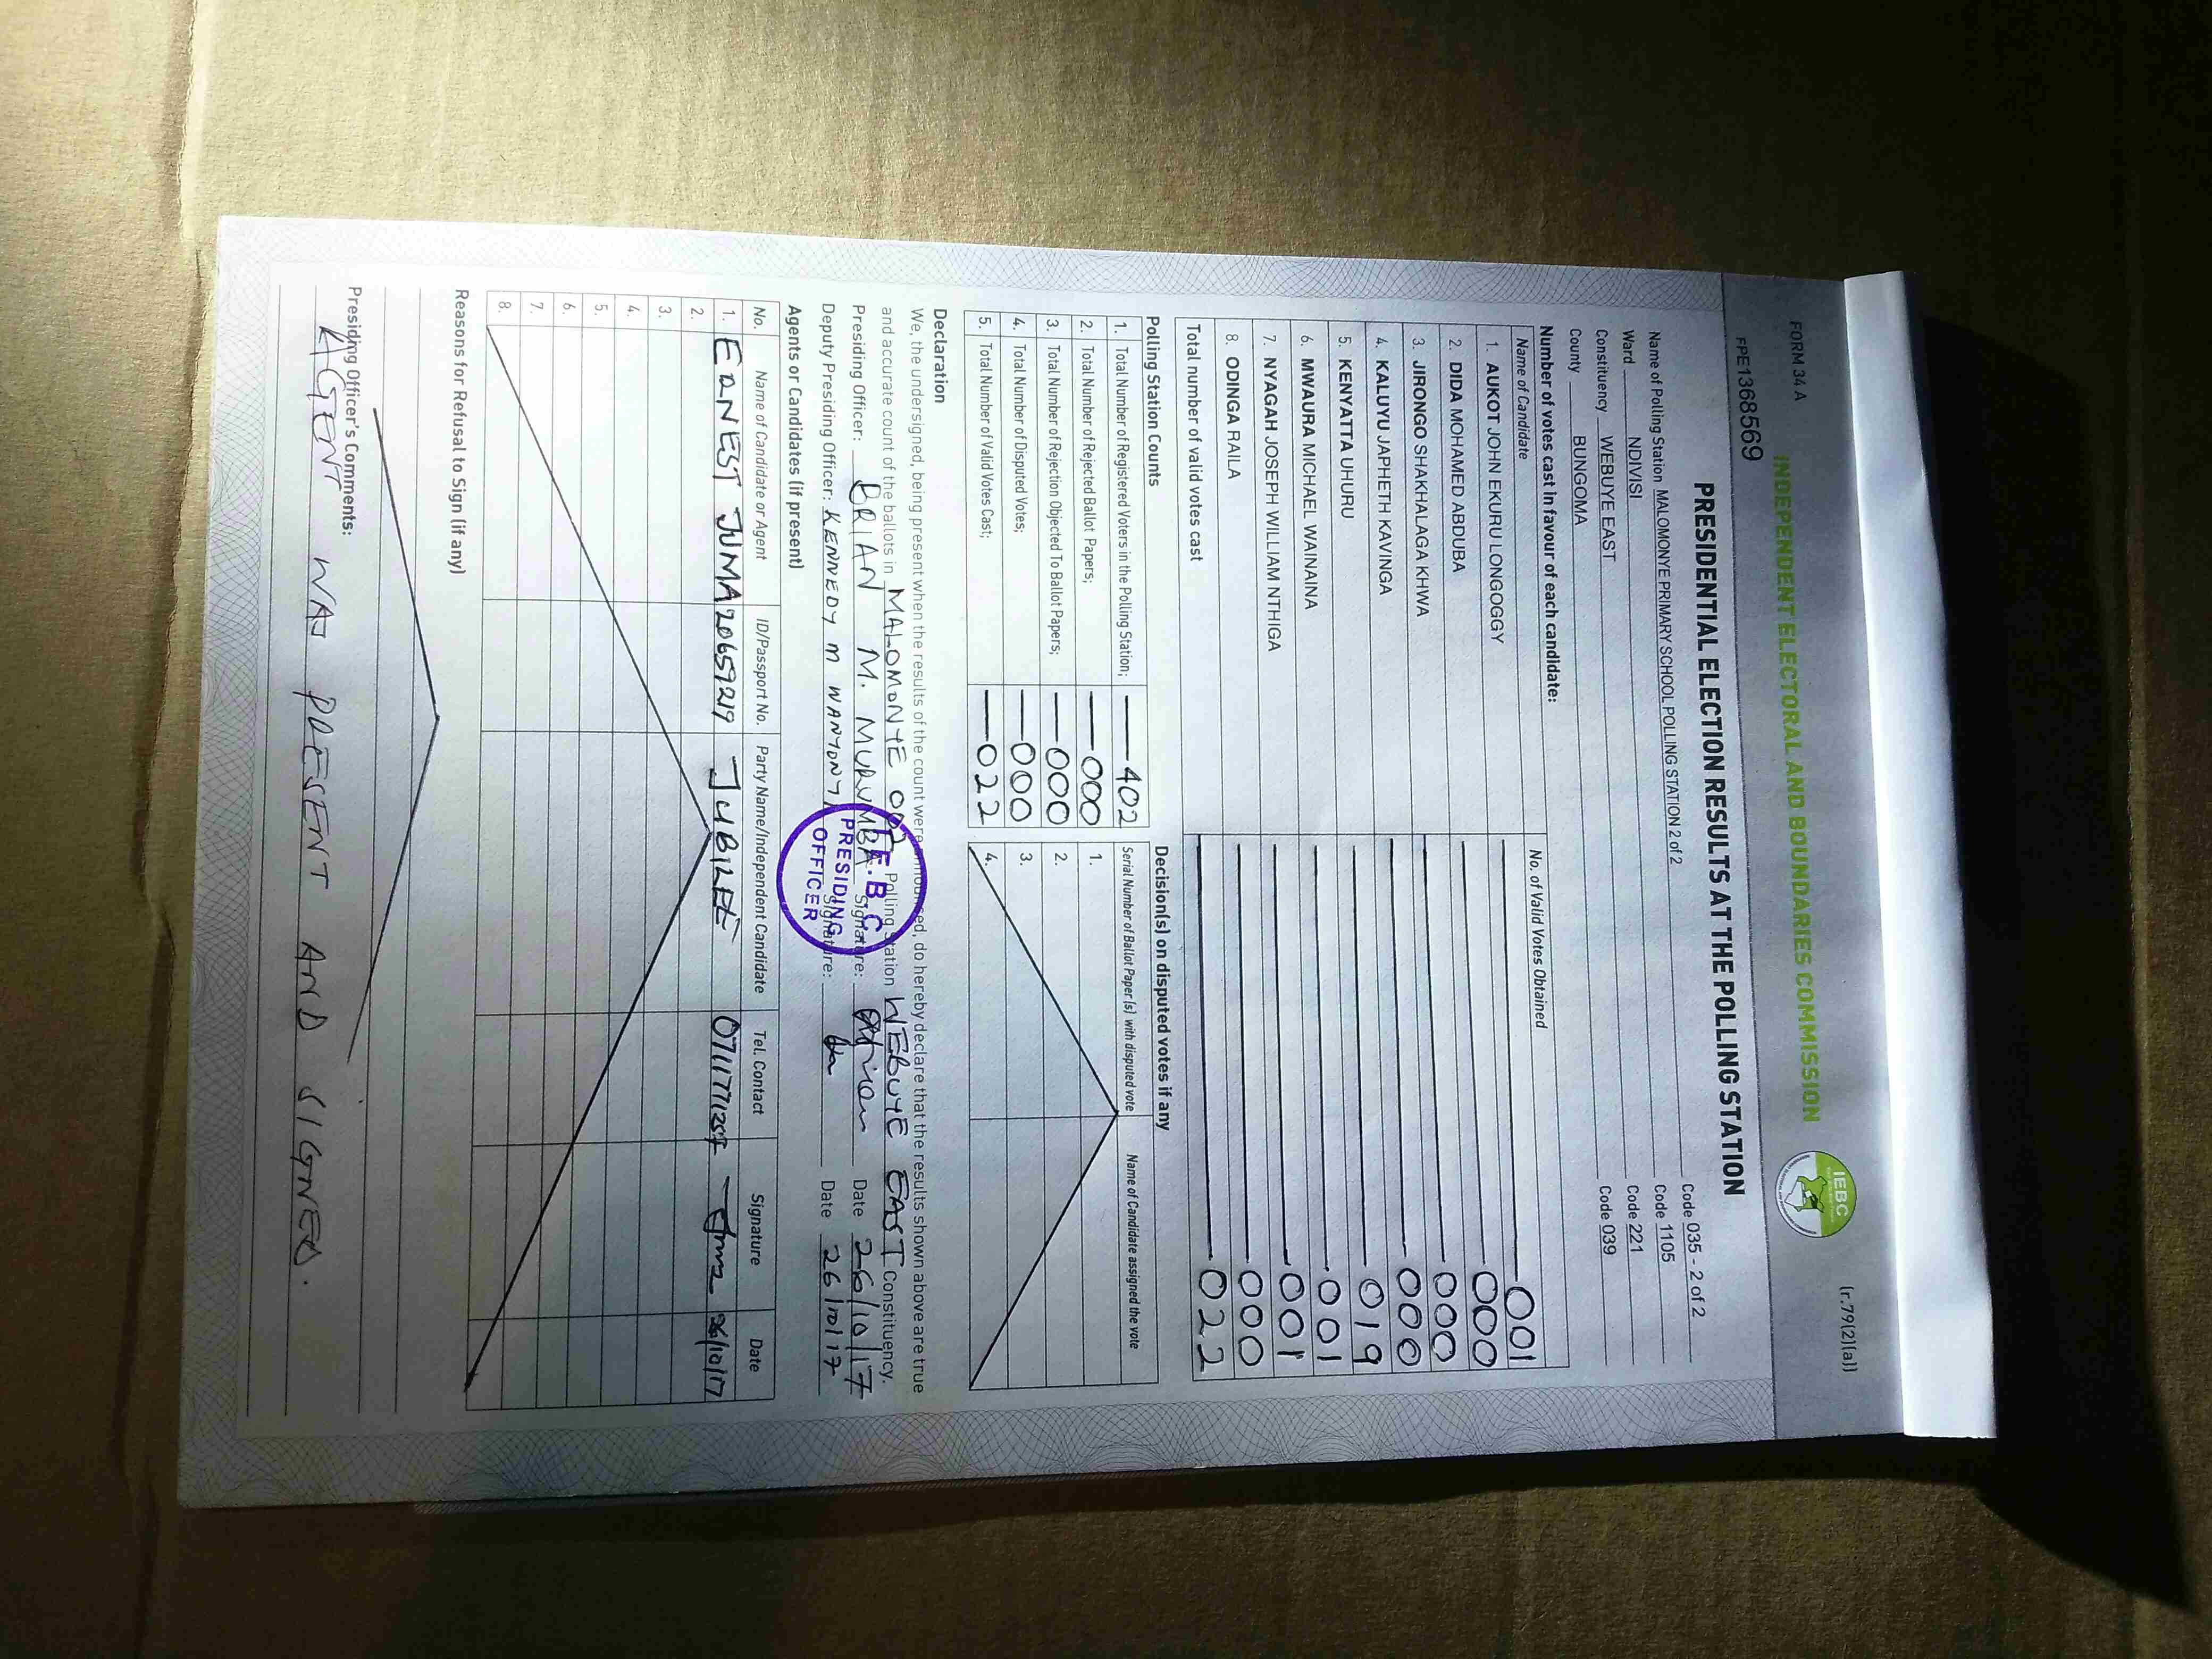 FORM 34 A
(r.79(2)(a))
INDEPENDENT ELECTORAL AND BOUNDARIES COMMISSION
IEBC
FPE1368569
PRESIDENTIAL ELECTION RESULTS AT THE POLLING STATION
Name of Polling Station MALOMONYE PRIMARY SCHOOL POLLING STATION 2 of 2 Code 035 - 2 of 2
Ward NDIVISI Code 1105
Constituency WEBUYE EAST Code 221
County BUNGOMA Code 039
Number of votes cast in favour of each candidate:
Name of Candidate No. of Valid Votes Obtained
1. AUKOT JOHN EKURU LONGOGGY 001
2. DIDA MOHAMED ABDUBA 000
3. JIRONGO SHAKHALAGA KHWA 000
4. KALUYU JAPHETH KAVINGA 000
5. KENYATTA UHURU 019
6. MWAURA MICHAEL WAINAINA 001
7. NYAGAH JOSEPH WILLIAM NTHIGA 001
8. ODINGA RAILA 000
Total number of valid votes cast 022
Polling Station Counts
1. Total Number of Registered Voters in the Polling Station; 402
2. Total Number of Rejected Ballot Papers; 000
3. Total Number of Rejection Objected To Ballot Papers; 000
4. Total Number of Disputed Votes; 000
5. Total Number of Valid Votes Cast; 022
Decision(s) on disputed votes if any
Serial Number of Ballot Paper (s) with disputed vote Name of Candidate assigned the vote
1.
2.
3.
4.
Declaration
We, the undersigned, being present when the results of the count were announced, do hereby declare that the results shown above are true
and accurate count of the ballots in MALOMONYE Polling Station WEBUYE EAST Constituency.
Presiding Officer: BRIAN M. MURUMBA Signature: Date 26/10/17
Deputy Presiding Officer: KENNEDY M WANYONYI Signature: Date 26/10/17
I.E.B.C
PRESIDING
OFFICER
Agents or Candidates (if present)
No. Name of Candidate or Agent ID/Passport No. Party Name/Independent Candidate Tel. Contact Signature Date
1. EANEST JUMA 20659219 JUBILEE 26/10/17
2.
3.
4.
5.
6.
7.
8.
Reasons for Refusal to Sign (if any)
Presiding Officer's Comments:
AGENT WAS PRESENT AND SIGNED.